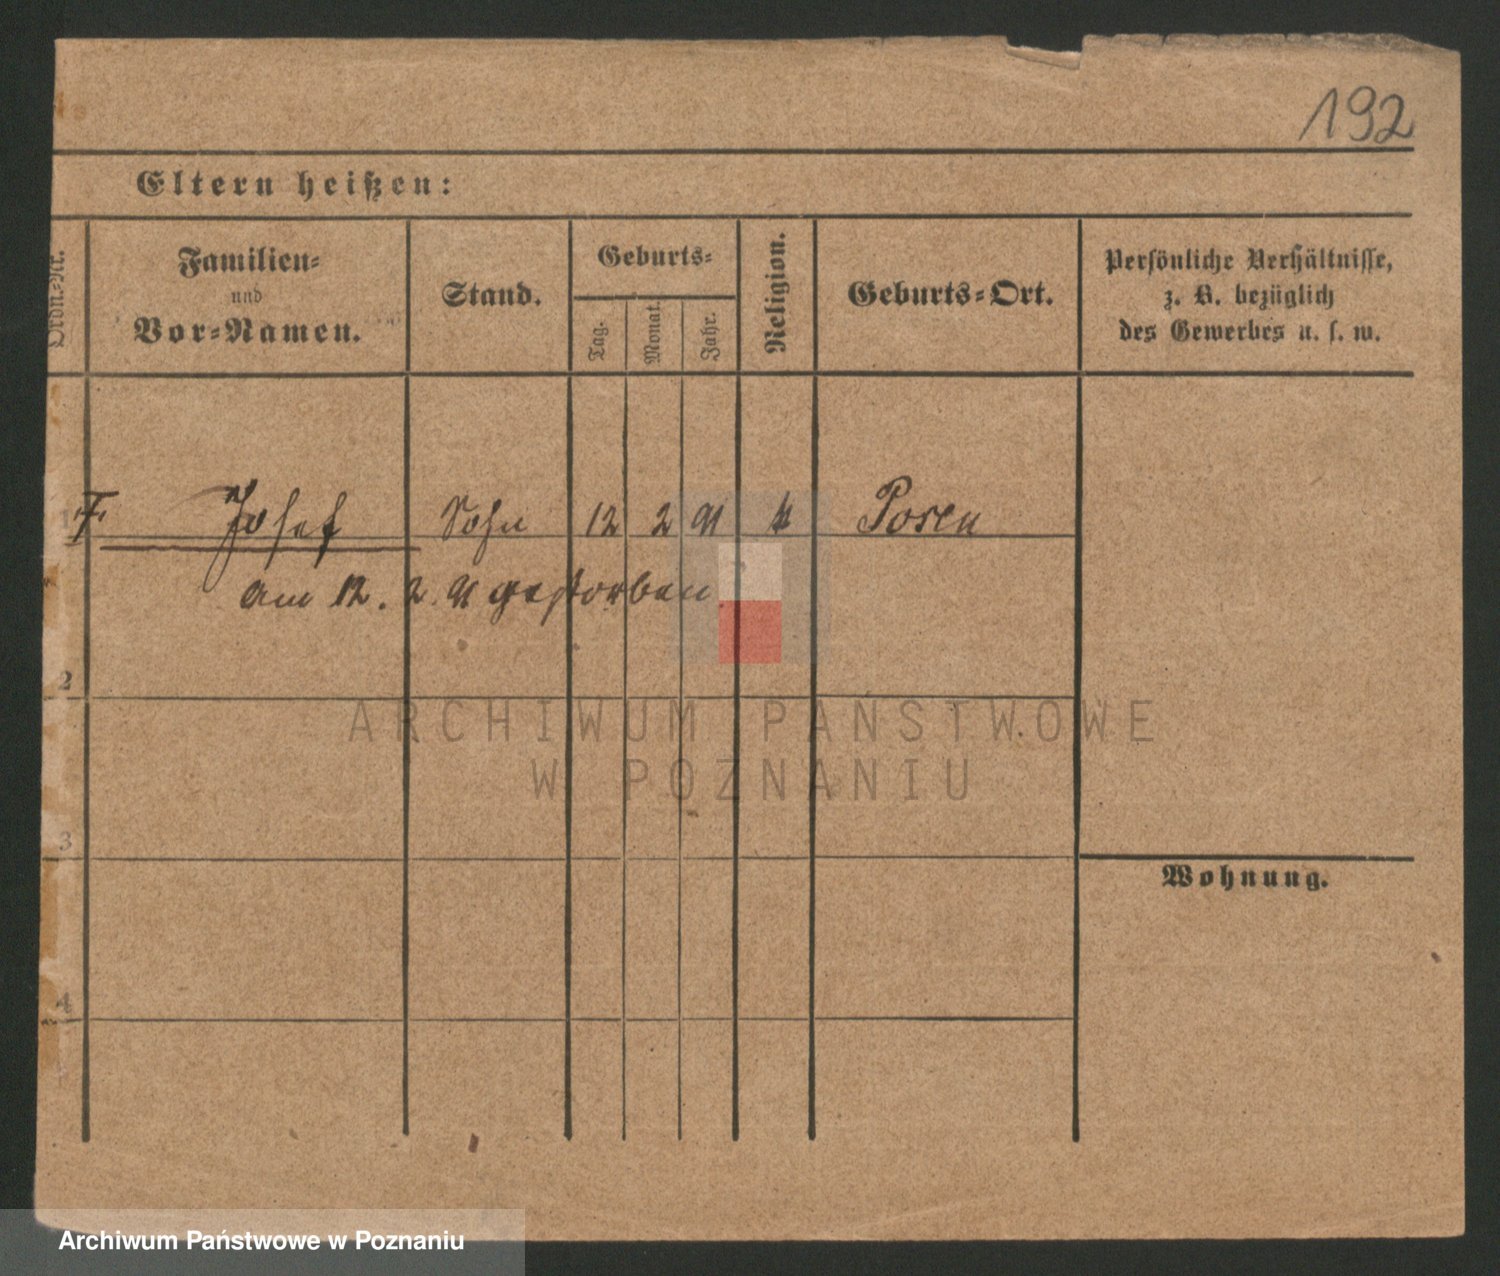 192
Eltern heißen:
Ordn.-Nr.
Familien-
und
Vor-Namen.
Stand.
Geburts-
Tag.
Monat.
Jahr.
Religion.
Geburts-Ort.
Persönliche Verhältnisse,
z. B. bezüglich
des Gewerbes u. s. w.
1 Josef Sohn 12 2 91 k Posen
am 12. 2. 91 gestorben
2
ARCHIWUM PAŃSTWOWE
W POZNANIU
3
Wohnung.
4
Archiwum Państwowe w Poznaniu